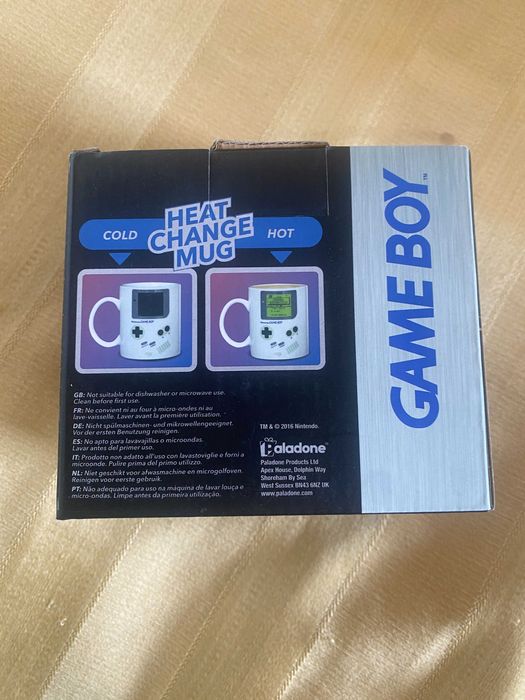 HEAT
CHANGE
MUG
COLD
HOT
GB: Not suitable for dishwasher or microwave use.
Clean before first use.
FR: Ne convient ni au four à micro-ondes ni au
lave-vaisselle. Laver avant la première utilisation.
DE: Nicht spülmaschinen- und mikrowellengeeignet.
Vor der ersten Benutzung reinigen.
ES: No apto para lavavajillas o microondas.
Lavar antes del primer uso.
IT: Prodotto non adatto all'uso con lavastoviglie e forni a
microonde. Pulire prima del primo utilizzo.
NL: Niet geschikt voor afwasmachine en microgolfoven.
Reinigen voor eerste gebruik.
PT: Não adequado para uso na máquina de lavar louça e
micro-ondas. Limpe antes da primeira utilização.
TM & © 2016 Nintendo.
Paladone
Paladone Products Ltd
Apex House, Dolphin Way
Shoreham By Sea
West Sussex BN43 6NZ UK
www.paladone.com
GAME BOY™